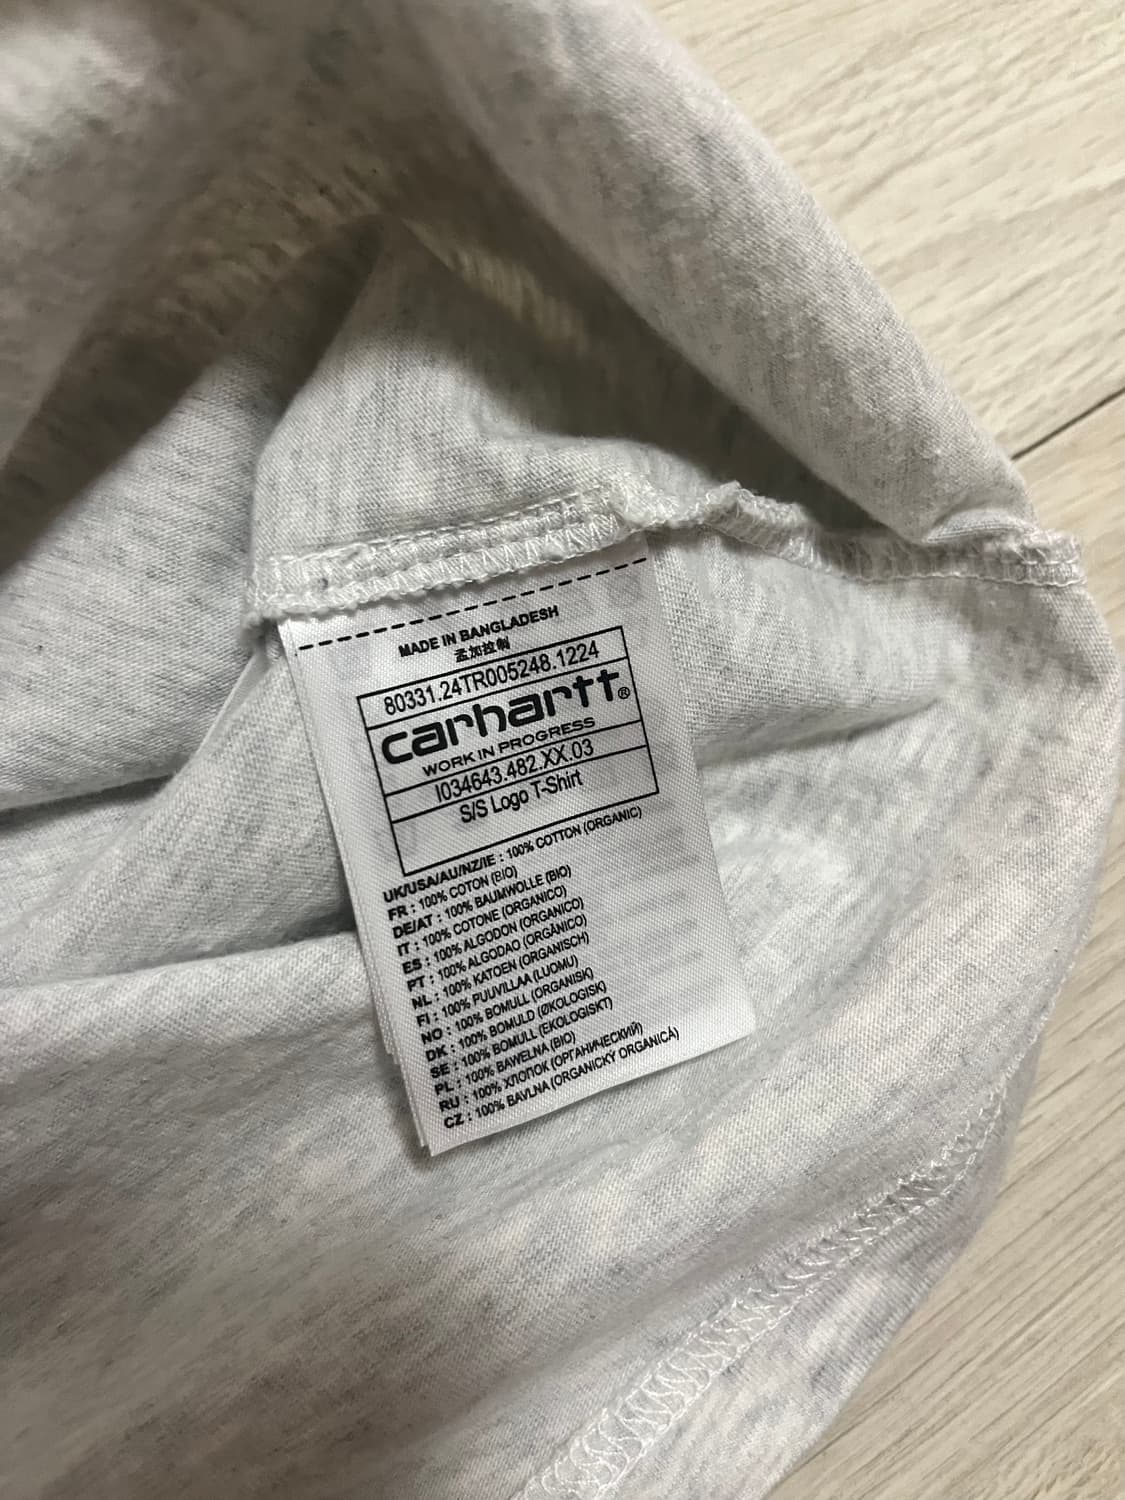 MADE IN BANGLADESH
孟加拉制
80331.24TR005248.1224
carhartt®
WORK IN PROGRESS
I034643.482.XX.03
S/S Logo T-Shirt
UK/USA/AU/NZ/IE : 100% COTTON (ORGANIC)
FR : 100% COTON (BIO)
DE/AT : 100% BAUMWOLLE (BIO)
IT : 100% COTONE (ORGANICO)
ES : 100% ALGODON (ORGANICO)
PT : 100% ALGODAO (ORGÂNICO)
NL : 100% KATOEN (ORGANISCH)
FI : 100% PUUVILLAA (LUOMU)
NO : 100% BOMULL (ORGANISK)
DK : 100% BOMULD (ØKOLOGISK)
SE : 100% BOMULL (EKOLOGISKT)
PL : 100% BAWELNA (BIO)
RU : 100% ХЛОПОК (ОРГАНИЧЕСКИЙ)
CZ : 100% BAVLNA (ORGANICKÝ ORGANICÁ)